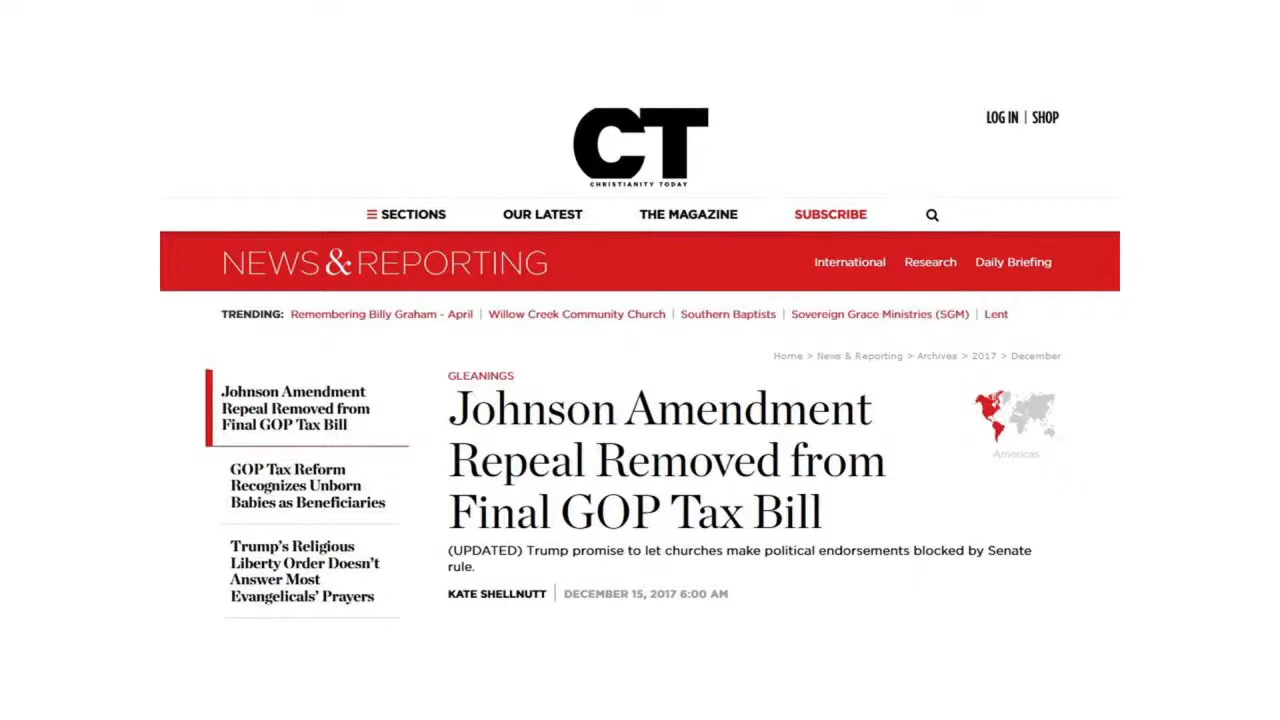 CT
CHRISTIANITY TODAY
LOG IN | SHOP
☰ SECTIONS OUR LATEST THE MAGAZINE SUBSCRIBE
NEWS & REPORTING
International Research Daily Briefing
TRENDING: Remembering Billy Graham - April | Willow Creek Community Church | Southern Baptists | Sovereign Grace Ministries (SGM) | Lent
Home > News & Reporting > Archives > 2017 > December
Johnson Amendment
Repeal Removed from
Final GOP Tax Bill
GOP Tax Reform
Recognizes Unborn
Babies as Beneficiaries
Trump's Religious
Liberty Order Doesn't
Answer Most
Evangelicals' Prayers
GLEANINGS
Johnson Amendment
Repeal Removed from
Final GOP Tax Bill
(UPDATED) Trump promise to let churches make political endorsements blocked by Senate
rule.
KATE SHELLNUTT | DECEMBER 15, 2017 6:00 AM
Americas